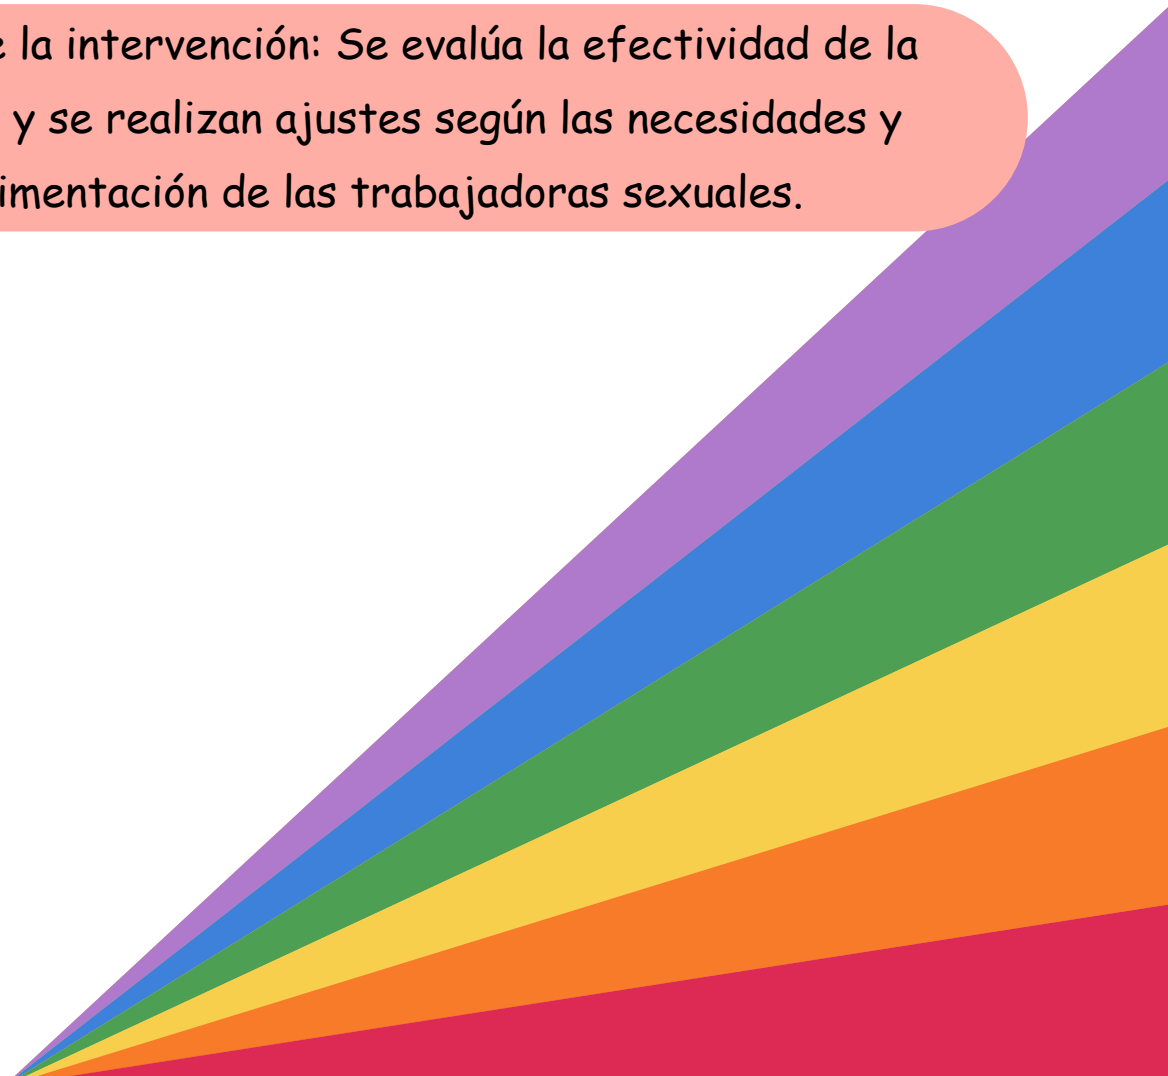 la intervención: Se evalúa la efectividad de la
y se realizan ajustes según las necesidades y
imentación de las trabajadoras sexuales.